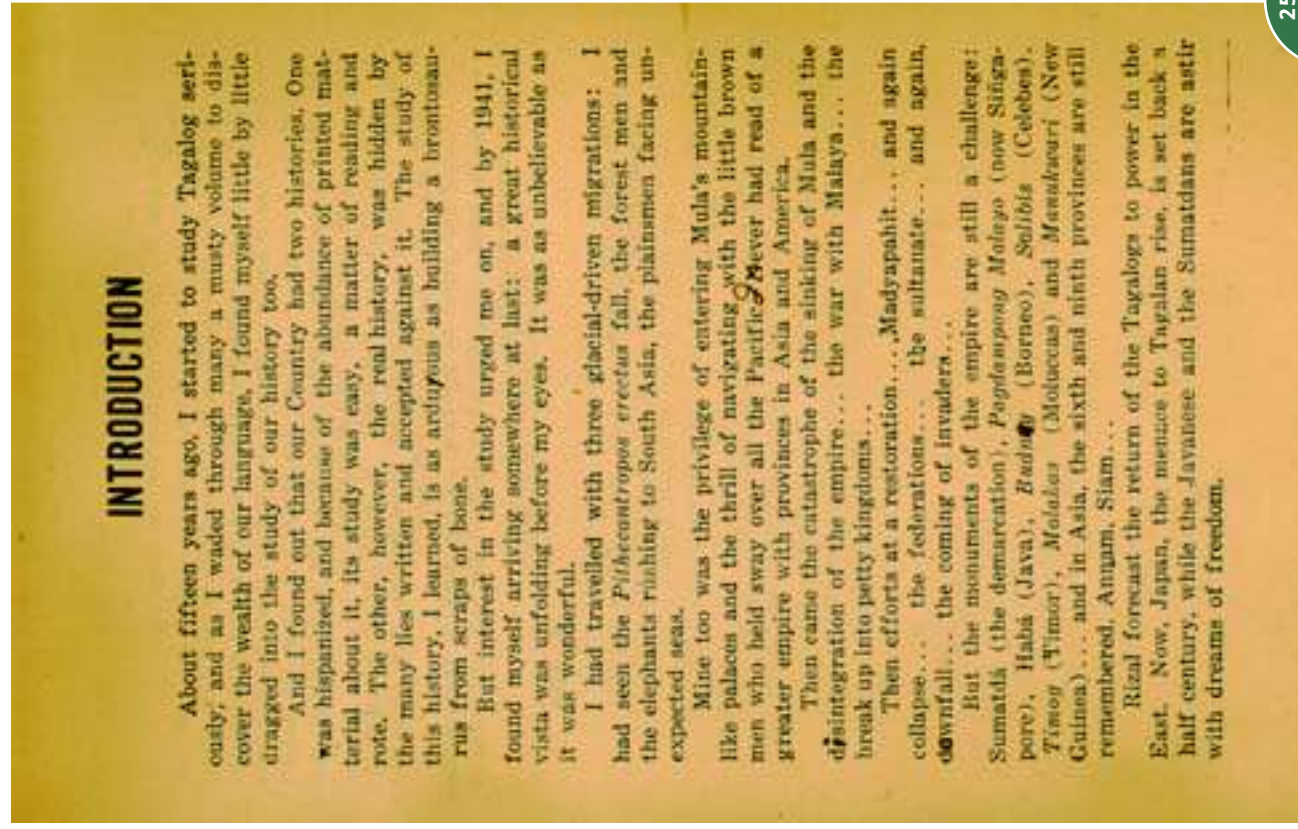 INTRODUCTION
About fifteen years ago, I started to study Tagalog seri-
ously, and as I waded through many a musty volume to dis-
cover the wealth of our language, I found myself little by little
dragged into the study of our history too.
And I found out that our Country had two histories. One
was hispanized, and because of the abundance of printed mat-
terial about it, its study was easy, a matter of reading and
rote. The other, however, the real history, was hidden by
the many lies written and accepted against it. The study of
this history, I learned, is as arduous as building a brontosau-
rus from scraps of bone.
But interest in the study urged me on, and by 1941, I
found myself arriving somewhere at last: a great historical
vista was unfolding before my eyes. It was as unbelievable as
it was wonderful.
I had travelled with three glacial-driven migrations: I
had seen the Pithecantropos erectus fall, the forest men and
the elephants rushing to South Asia, the plainsmen facing un-
expected seas.
Mine too was the privilege of entering Mula's mountain-
like palaces and the thrill of navigating with the little brown
men who held sway over all the Pacific. Never had read of a
greater empire with provinces in Asia and America.
Then came the catastrophe of the sinking of Mula and the
disintegration of the empire... the war with Malaya... the
break up into petty kingdoms...
Then efforts at a restoration... Madyapahit... and again
collapse... the federations... the sultanate... and again,
downfall... the coming of invaders...
But the monuments of the empire are still a challenge:
Sumatdá (the demarcation), Malayo (now Siñga-
pore), Haba (Java), (Borneo), Selibis (Celebes),
Timog (Timor), Malakas (Moluccas) and (New
Guinea)... and in Asia, the sixth and ninth provinces are still
remembered, Anṉam, Siam...
Rizal forecast the return of the Tagalogs to power in the
East. Now, Japan, the menace to Tagalan rise, is set back a
half century, while the Javanese and the Sumatdans are astir
with dreams of freedom.
25